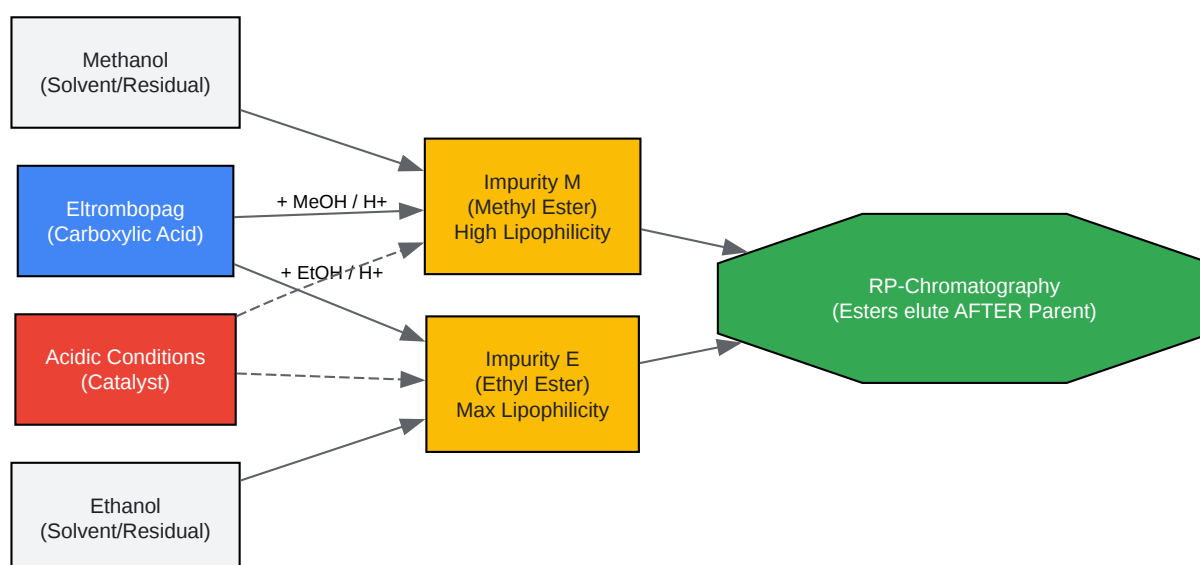 Methanol
(Solvent/Residual)
Eltrombopag
(Carboxylic Acid)
Acidic Conditions
(Catalyst)
Ethanol
(Solvent/Residual)
+ MeOH / H+
+ EtOH / H+
Impurity M
(Methyl Ester)
High Lipophilicity
Impurity E
(Ethyl Ester)
Max Lipophilicity
RP-Chromatography
(Esters elute AFTER Parent)